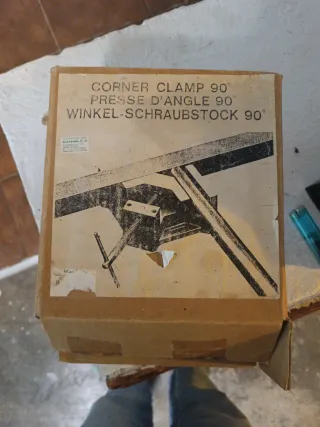 CORNER CLAMP 90°
PRESSE D'ANGLE 90°
WINKEL-SCHRAUBSTOCK 90°